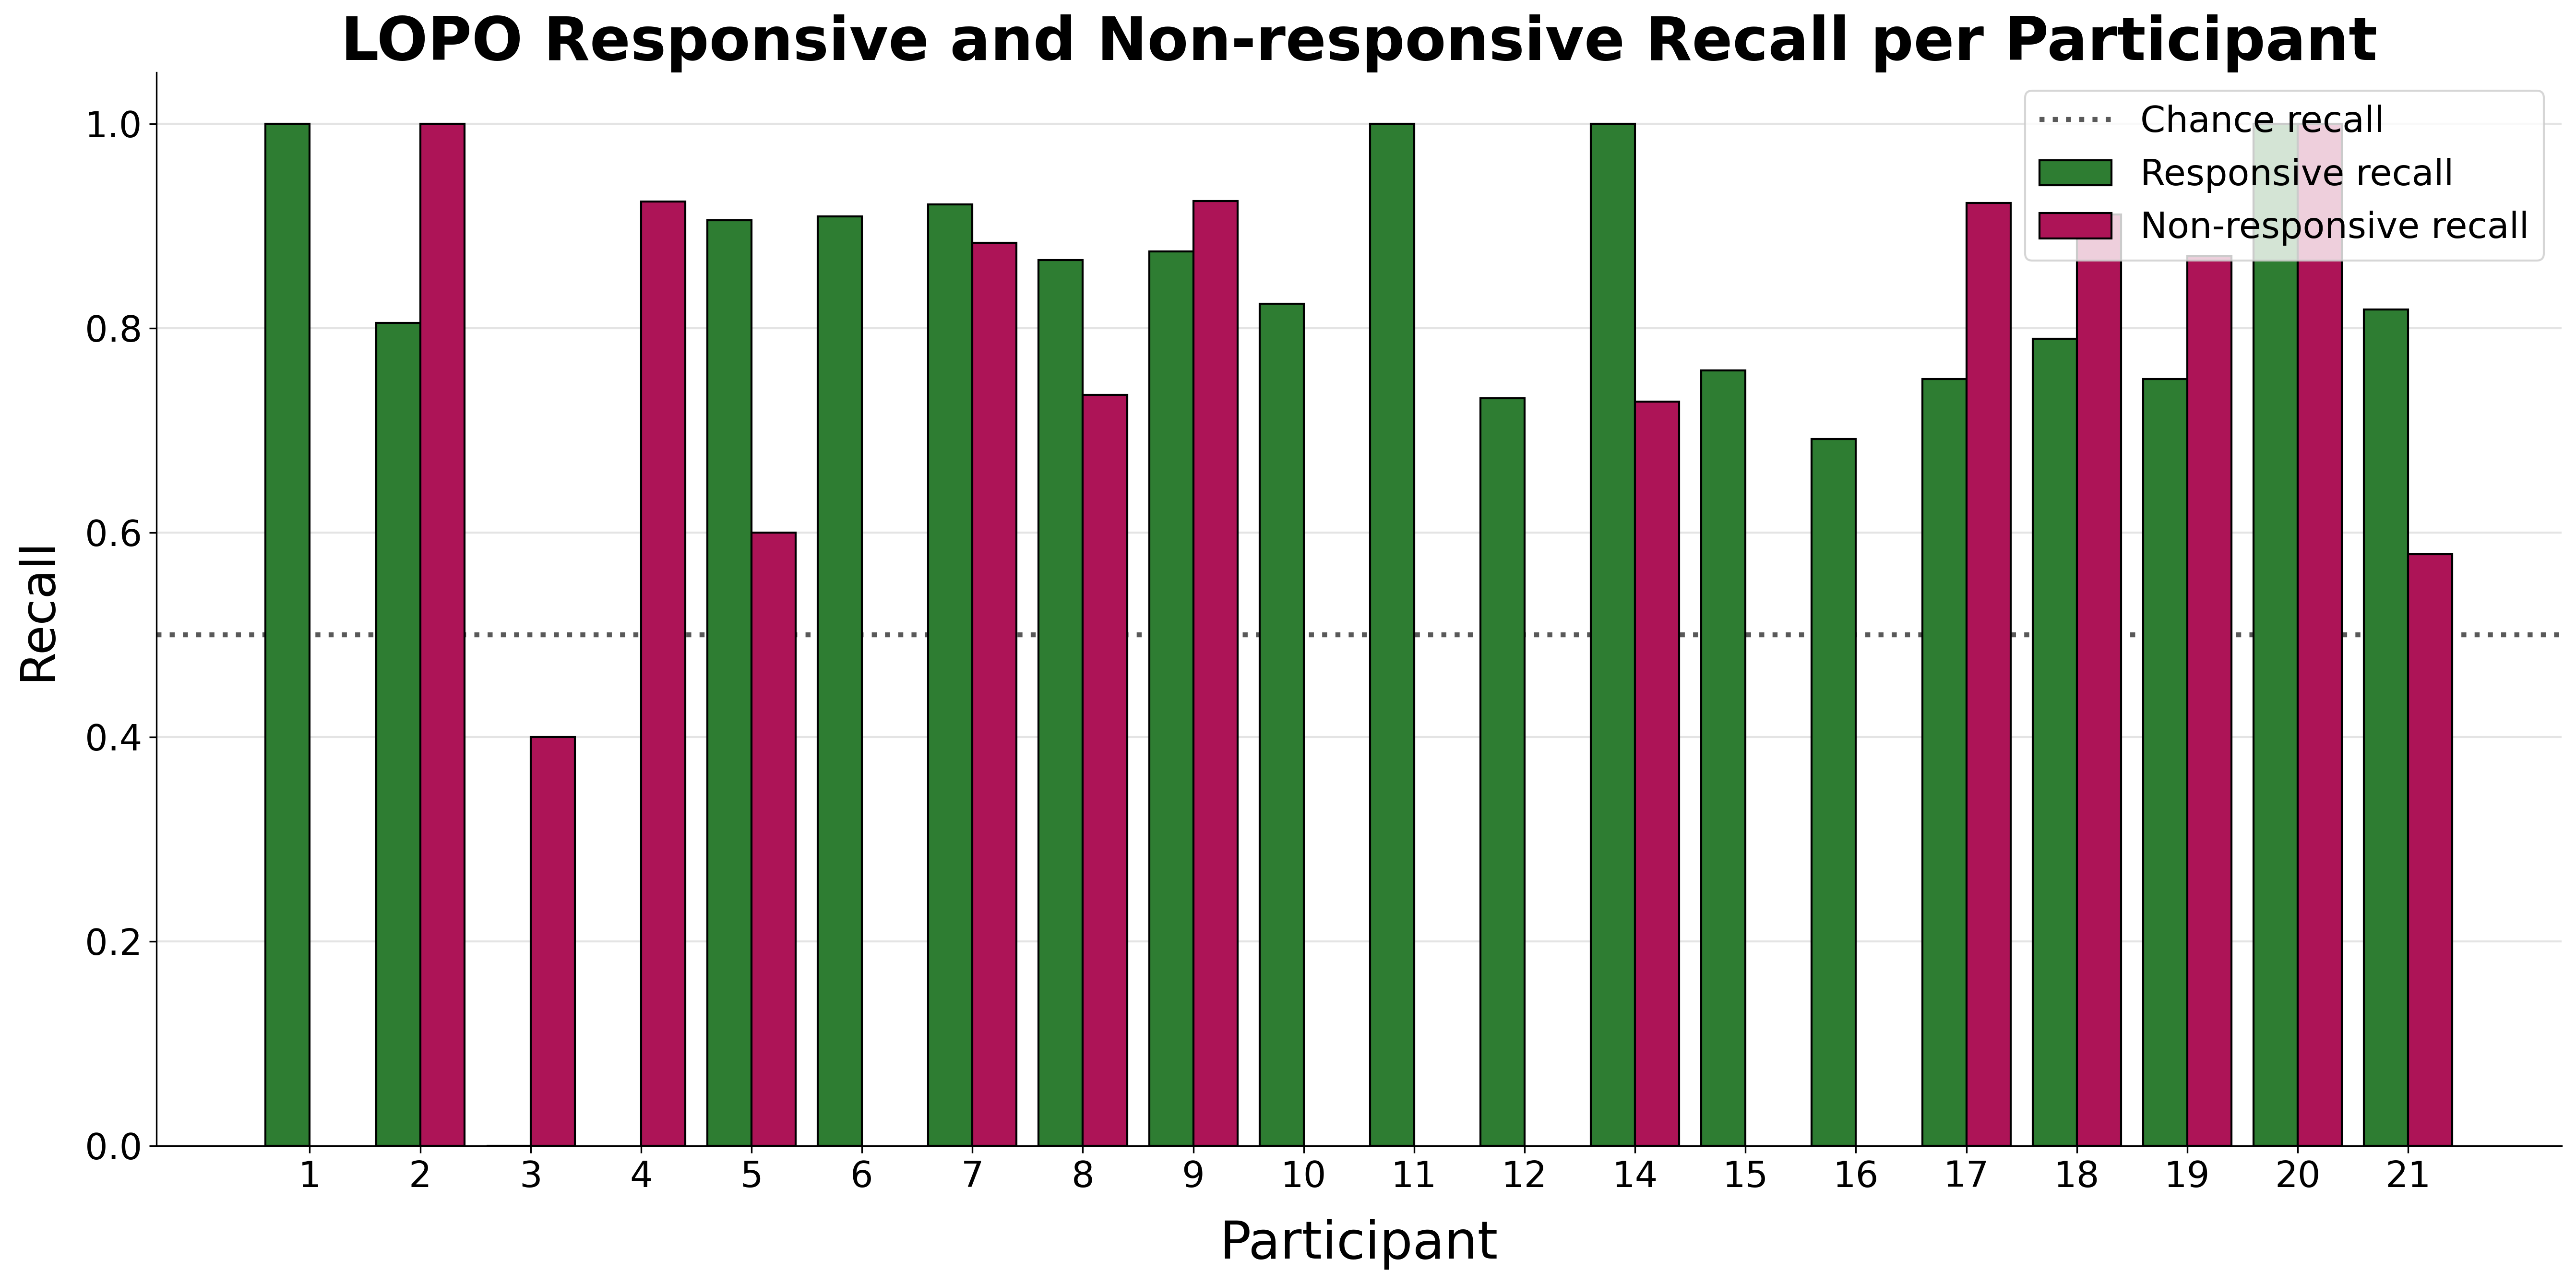 LOPO Responsive and Non-responsive Recall per Participant
Chance recall
Responsive recall
Non-responsive recall
1.0
0.8
0.6
0.4
0.2
0.0
Recall
1 2 3 4 5 6 7 8 9 10 11 12 14 15 16 17 18 19 20 21
Participant